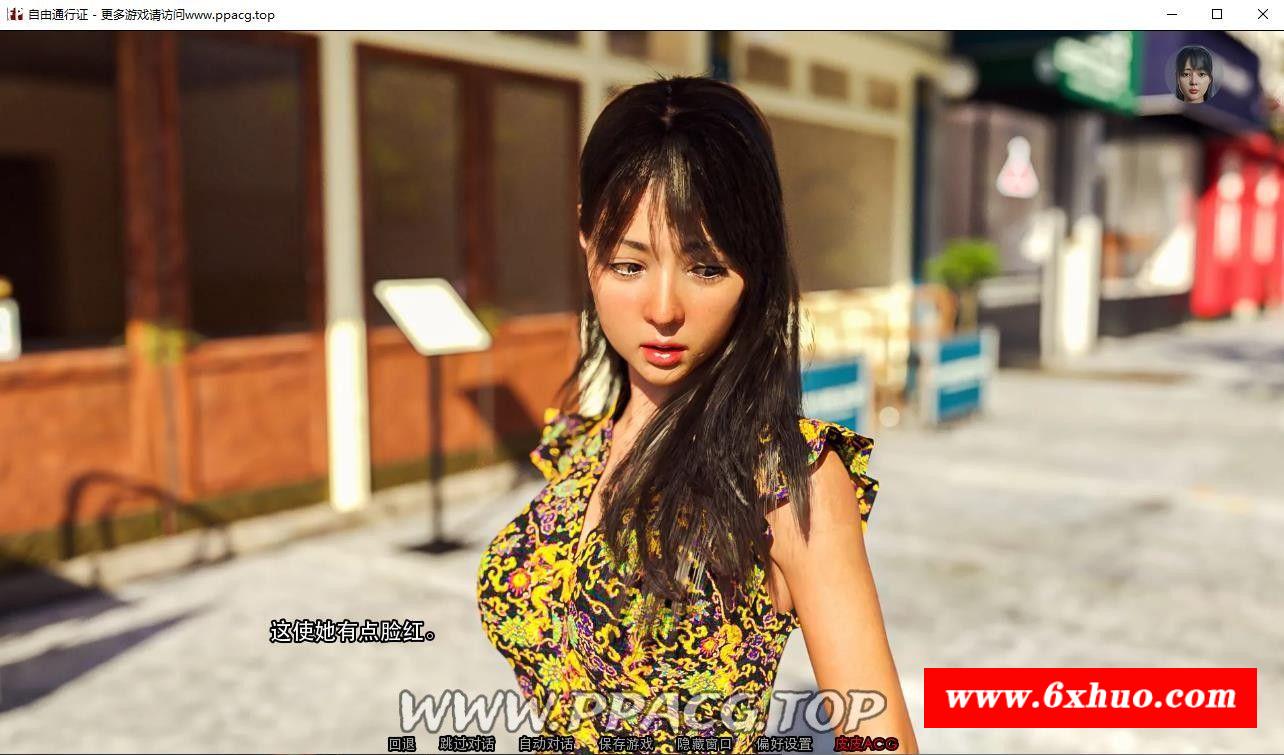 自由通行证 - 更多游戏请访问www.ppacg.top
这使她有点脸红。
www.6xhuo.com
WWW.PPACG.TOP
回退 跳过对话 自动对话 保存游戏 隐藏窗口 偏好设置 皮皮ACG